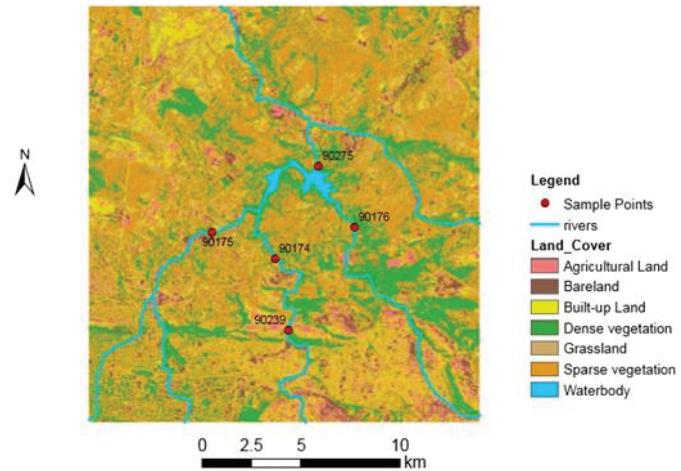 N
90275
90176
90175
90174
90239
Legend
Sample Points
rivers
Land_Cover
Agricultural Land
Bareland
Built-up Land
Dense vegetation
Grassland
Sparse vegetation
Waterbody
0 2.5 5 10
km